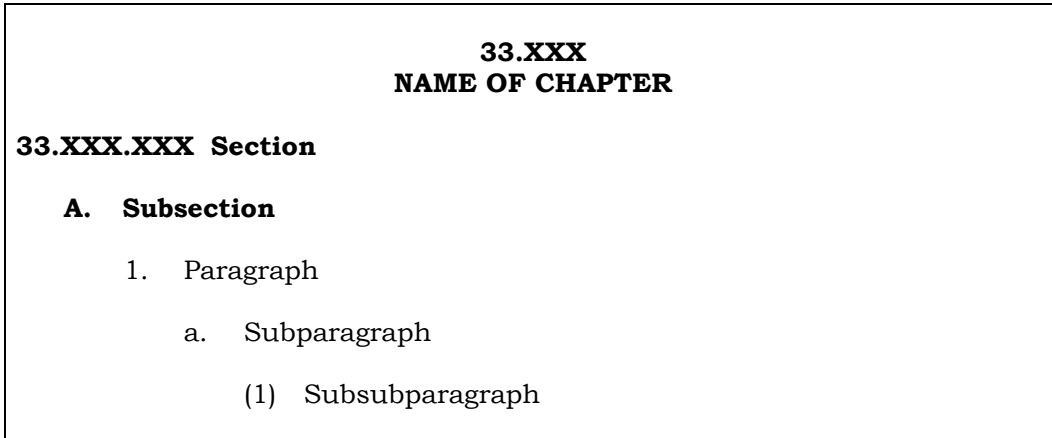 33.XXX
NAME OF CHAPTER
33.XXX.XXX Section
A. Subsection
1. Paragraph
a. Subparagraph
(1) Subsubparagraph